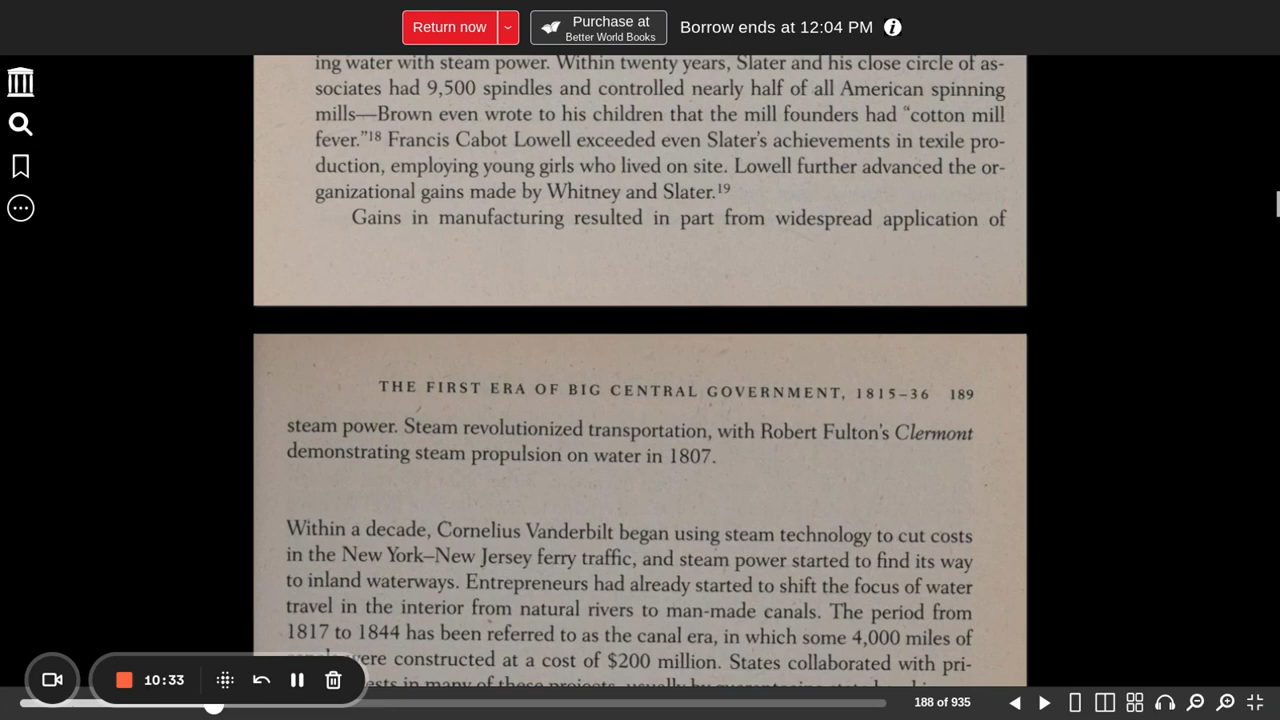 Return now
Purchase at
Better World Books
Borrow ends at 12:04 PM
ing water with steam power. Within twenty years, Slater and his close circle of as-
sociates had 9,500 spindles and controlled nearly half of all American spinning
mills—Brown even wrote to his children that the mill founders had “cotton mill
fever.”18 Francis Cabot Lowell exceeded even Slater’s achievements in texile pro-
duction, employing young girls who lived on site. Lowell further advanced the or-
ganizational gains made by Whitney and Slater.19
Gains in manufacturing resulted in part from widespread application of
THE FIRST ERA OF BIG CENTRAL GOVERNMENT, 1815–36 189
steam power. Steam revolutionized transportation, with Robert Fulton’s Clermont
demonstrating steam propulsion on water in 1807.
Within a decade, Cornelius Vanderbilt began using steam technology to cut costs
in the New York–New Jersey ferry traffic, and steam power started to find its way
to inland waterways. Entrepreneurs had already started to shift the focus of water
travel in the interior from natural rivers to man-made canals. The period from
1817 to 1844 has been referred to as the canal era, in which some 4,000 miles of
were constructed at a cost of $200 million. States collaborated with pri-
in many of these projects, usually by
10:33
188 of 935